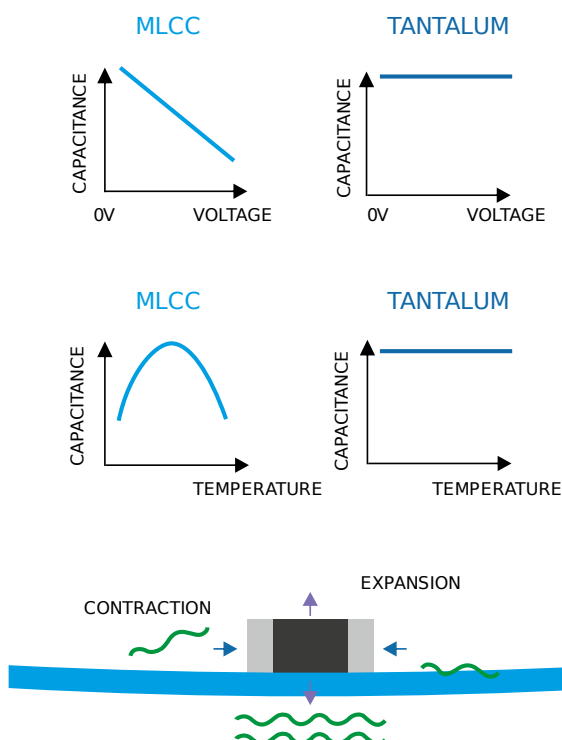 MLCC
TANTALUM
CAPACITANCE
CAPACITANCE
0V
VOLTAGE
0V
VOLTAGE
MLCC
TANTALUM
CAPACITANCE
CAPACITANCE
TEMPERATURE
TEMPERATURE
EXPANSION
CONTRACTION